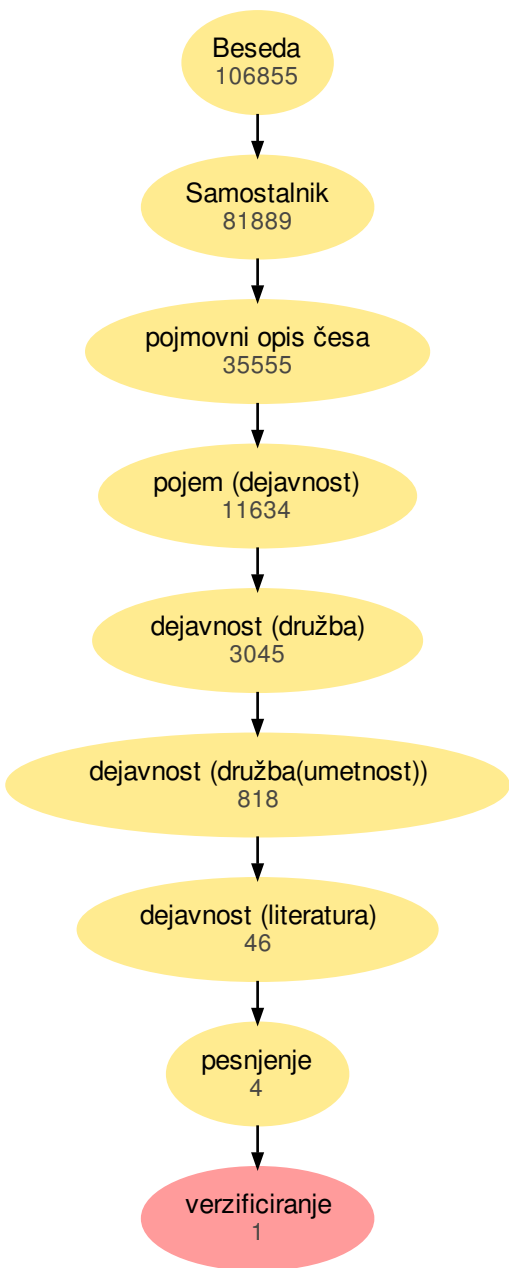 Beseda
106855
Samostalnik
81889
pojmovni opis česa
35555
pojem (dejavnost)
11634
dejavnost (družba)
3045
dejavnost (družba(umetnost))
818
dejavnost (literatura)
46
pesnjenje
4
verzificiranje
1